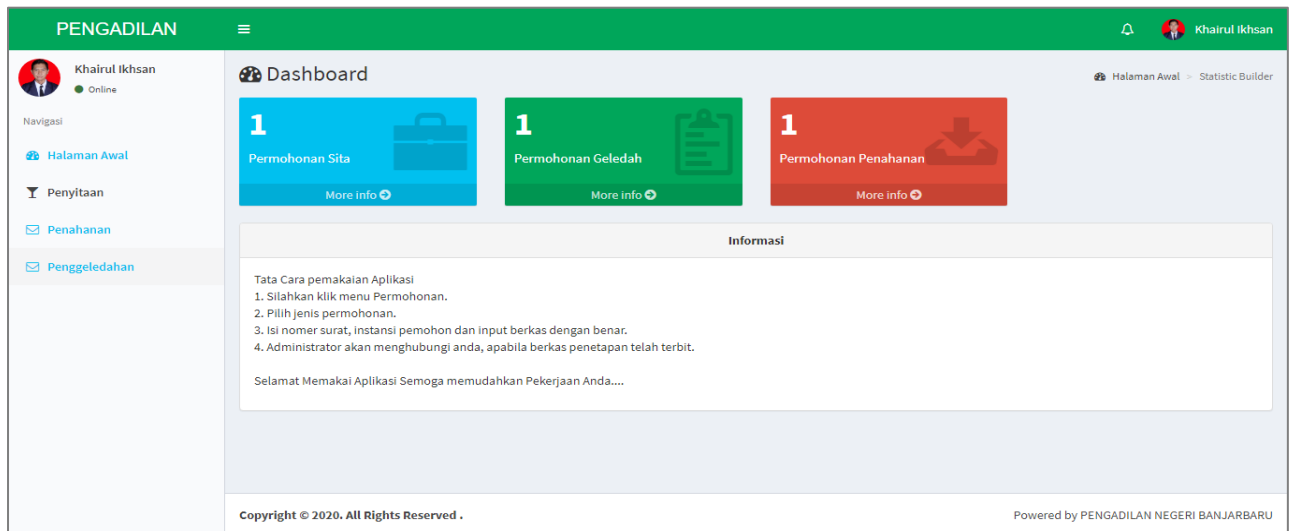 PENGADILAN
Khairul Ikhsan
Khairul Ikhsan
Online
Navigasi
Halaman Awal
Penyitaan
Penahanan
Penggeledahan
Dashboard
Halaman Awal > Statistic Builder
1
Permohonan Sita
More info
1
Permohonan Geledah
More info
1
Permohonan Penahanan
More info
Informasi
Tata Cara pemakaian Aplikasi
1. Silahkan klik menu Permohonan.
2. Pilih jenis permohonan.
3. Isi nomer surat, instansi pemohon dan input berkas dengan benar.
4. Administrator akan menghubungi anda, apabila berkas penetapan telah terbit.
Selamat Memakai Aplikasi Semoga memudahkan Pekerjaan Anda....
Copyright © 2020. All Rights Reserved .
Powered by PENGADILAN NEGERI BANJARBARU